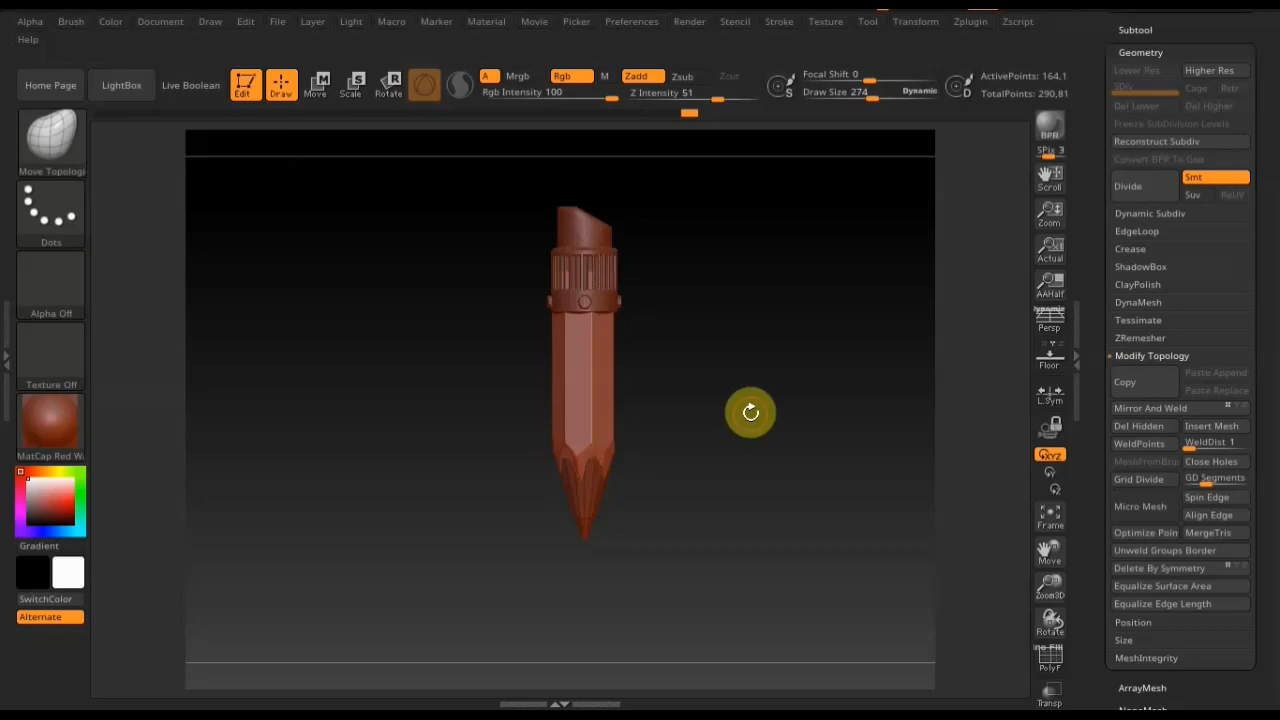 Alpha Brush Color Document Draw Edit File Layer Light Macro Marker Material Movie Picker Preferences Render Stencil Stroke Texture Tool Transform Zplugin Zscript
Help
Home Page LightBox Live Boolean Edit Draw Move Scale Rotate
A Mrgb Rgb M Zadd Zsub Zcut
Rgb Intensity 100 Z Intensity 51
S Focal Shift 0
Draw Size 274 Dynamic D
ActivePoints: 164,1
TotalPoints: 290,81
Move Topologi
Dots
Alpha Off
Texture Off
MatCap Red W
Gradient
SwitchColor
Alternate
BPR
SPix 3
Scroll
Zoom
Actual
AAHalf
Dynamic
Persp
Floor
L.Sym
XYZ
Frame
Move
Zoom3D
Rotate
PolyF
Transp
Subtool
Geometry
Lower Res Higher Res
SDiv Cage Rstr
Del Lower Del Higher
Freeze SubDivision Levels
Reconstruct Subdiv
Convert BPR To Geo
Divide Smt
Suv ReUV
Dynamic Subdiv
EdgeLoop
Crease
ShadowBox
ClayPolish
DynaMesh
Tessimate
ZRemesher
Modify Topology
Copy Paste Append
Paste Replace
Mirror And Weld
Del Hidden Insert Mesh
WeldPoints WeldDist 1
MeshFromBru Close Holes
Grid Divide GD Segments
Micro Mesh Spin Edge
Align Edge
Optimize Poin MergeTris
Unweld Groups Border
Delete By Symmetry
Equalize Surface Area
Equalize Edge Length
Position
Size
MeshIntegrity
ArrayMesh